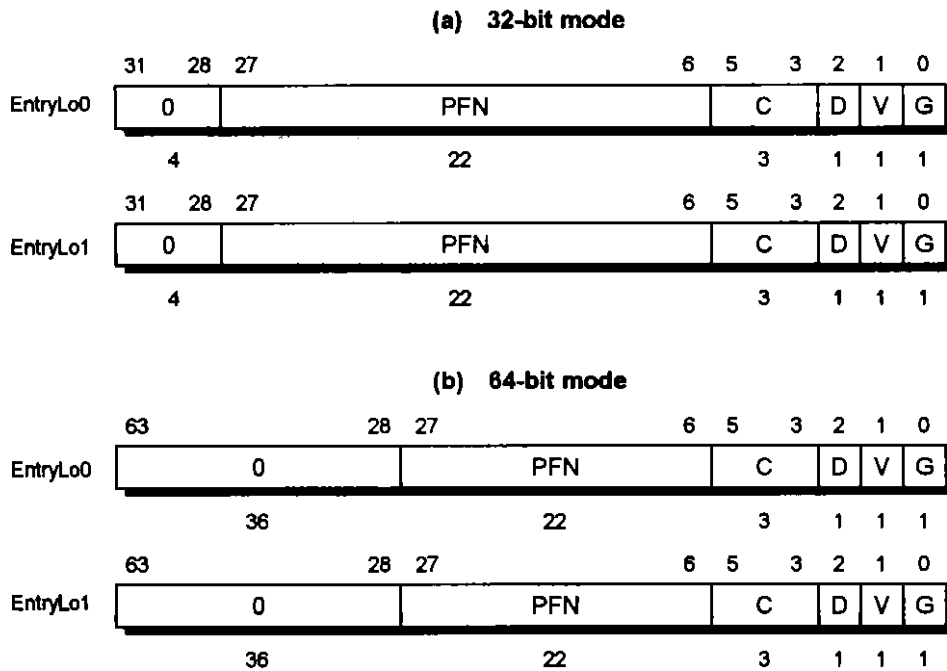 (a) 32-bit mode
31 28 27 6 5 3 2 1 0
EntryLo0 0 PFN C D V G
4 22 3 1 1 1
31 28 27 6 5 3 2 1 0
EntryLo1 0 PFN C D V G
4 22 3 1 1 1
(b) 64-bit mode
63 28 27 6 5 3 2 1 0
EntryLo0 0 PFN C D V G
36 22 3 1 1 1
63 28 27 6 5 3 2 1 0
EntryLo1 0 PFN C D V G
36 22 3 1 1 1